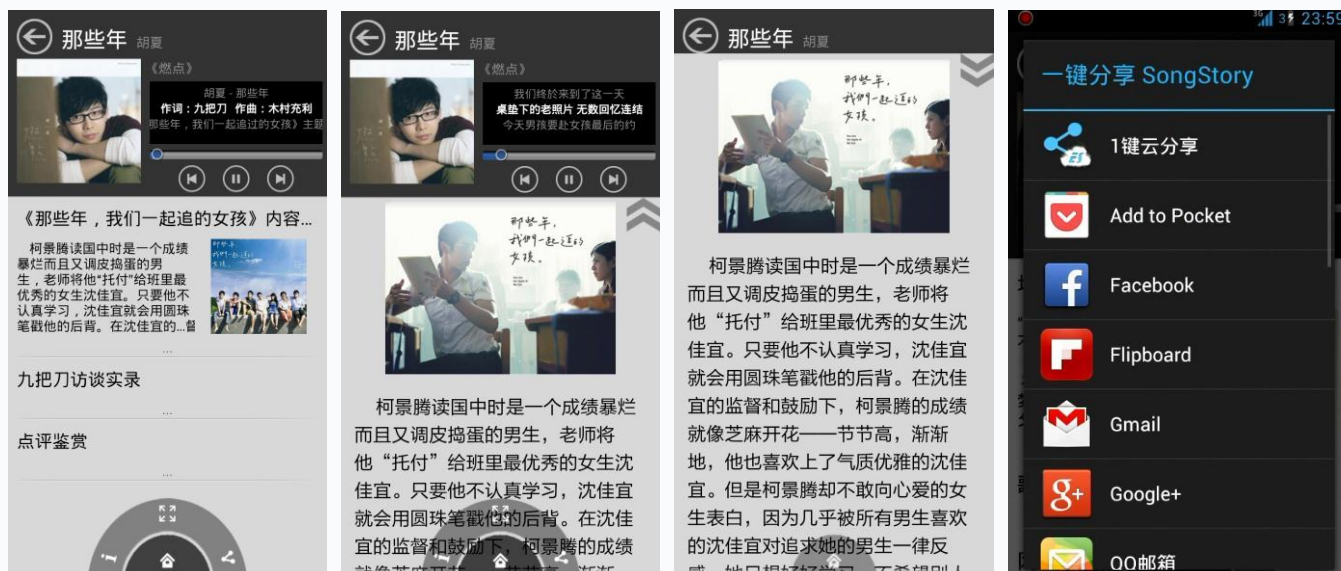 那些年 胡夏
《燃点》
胡夏 - 那些年
作词：九把刀 作曲：木村充利
那些年，我们一起追过的女孩》主题
《那些年，我们一起追的女孩》内容...
柯景腾读国中时是一个成绩
暴烂而且又调皮捣蛋的男
生，老师将他“托付”给班里最
优秀的女生沈佳宜。只要他不
认真学习，沈佳宜就会用圆珠
笔戳他的后背。在沈佳宜的...督
...
九把刀访谈实录
...
点评鉴赏
...
那些年 胡夏
《燃点》
我们终於来到了这一天
桌垫下的老照片 无数回忆连结
今天男孩要赴女孩最后的约
那些年，
我們一起追的
女孩。
柯景腾读国中时是一个成绩暴烂
而且又调皮捣蛋的男生，老师将
他“托付”给班里最优秀的女生沈
佳宜。只要他不认真学习，沈佳宜
就会用圆珠笔戳他的后背。在沈佳
宜的监督和鼓励下，柯景腾的成绩
那些年 胡夏
那些年，
我們一起追的
女孩。
柯景腾读国中时是一个成绩暴烂
而且又调皮捣蛋的男生，老师将
他“托付”给班里最优秀的女生沈
佳宜。只要他不认真学习，沈佳宜
就会用圆珠笔戳他的后背。在沈佳
宜的监督和鼓励下，柯景腾的成绩
就像芝麻开花——节节高，渐渐
地，他也喜欢上了气质优雅的沈佳
宜。但是柯景腾却不敢向心爱的女
生表白，因为几乎被所有男生喜欢
的沈佳宜对追求她的男生一律反
3G 23:59
一键分享 SongStory
1键云分享
Add to Pocket
Facebook
Flipboard
Gmail
Google+
QQ邮箱